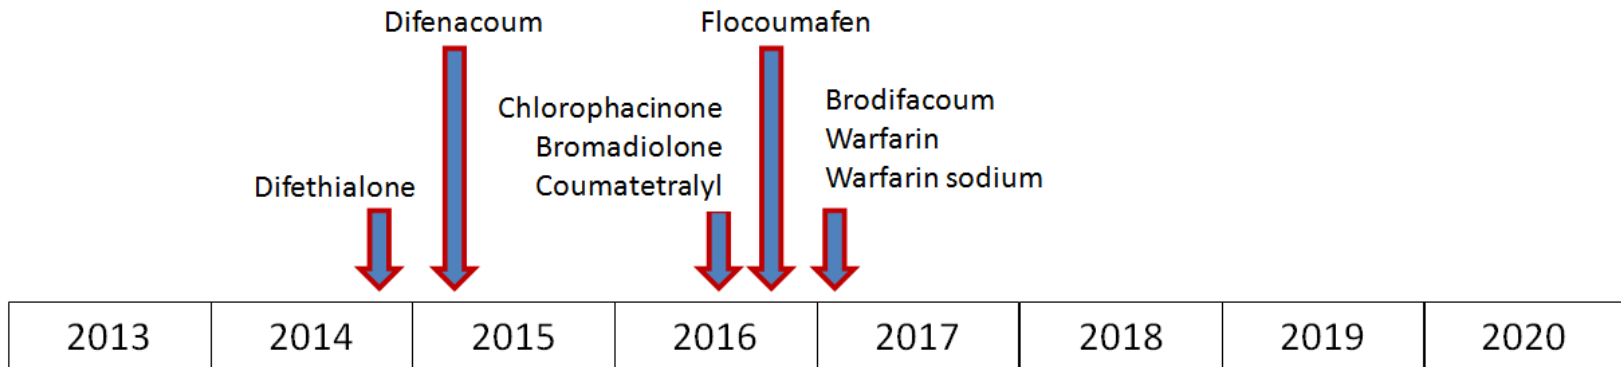 Difenacoum
Flocoumafen
Chlorophacinone
Bromadiolone
Coumatetralyl
Brodifacoum
Warfarin
Warfarin sodium
Difethialone
2013 2014 2015 2016 2017 2018 2019 2020